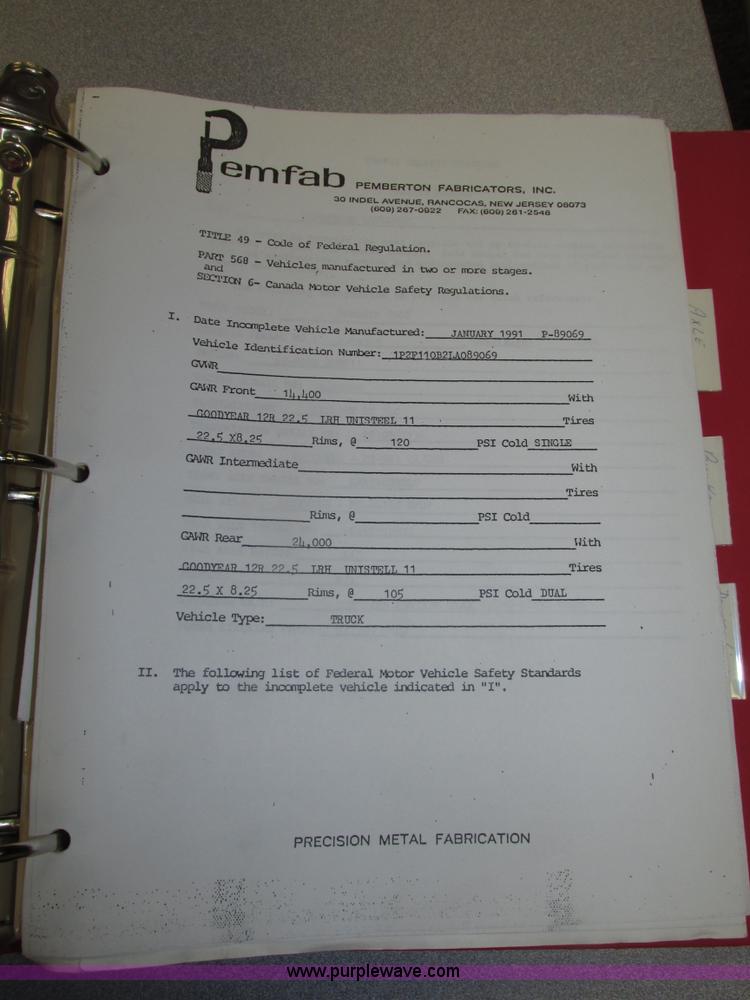 Pemfab PEMBERTON FABRICATORS, INC.
30 INDEL AVENUE, RANCOCAS, NEW JERSEY 08073
(609) 267-0922 FAX: (609) 261-2546
TITLE 49 - Code of Federal Regulation.
PART 568 - Vehicles manufactured in two or more stages.
and
SECTION 6- Canada Motor Vehicle Safety Regulations.
I. Date Incomplete Vehicle Manufactured: JANUARY 1991 P-89069
Vehicle Identification Number: 1P2P110B2LA089069
GVWR
GAWR Front 14,400 With
GOODYEAR 12R 22.5 LRH UNISTEEL 11 Tires
22.5 X8.25 Rims, @ 120 PSI Cold SINGLE
GAWR Intermediate With
Tires
Rims, @ PSI Cold
GAWR Rear 24,000 With
GOODYEAR 12R 22.5 LRH UNISTELL 11 Tires
22.5 X 8.25 Rims, @ 105 PSI Cold DUAL
Vehicle Type: TRUCK
II. The following list of Federal Motor Vehicle Safety Standards
apply to the incomplete vehicle indicated in "I".
PRECISION METAL FABRICATION
AXLE
www.purplewave.com